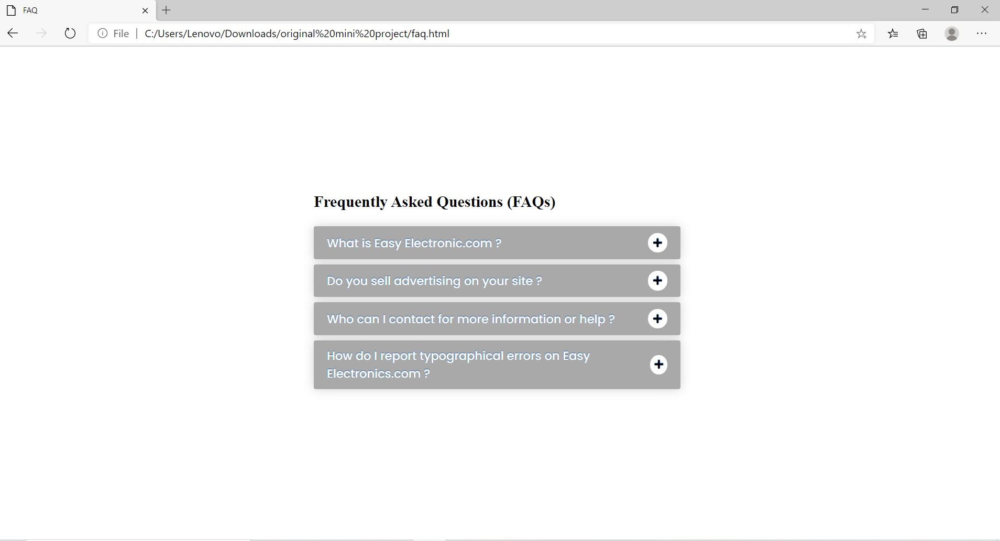 FAQ
File | C:/Users/Lenovo/Downloads/original%20mini%20project/faq.html
Frequently Asked Questions (FAQs)
What is Easy Electronic.com ?
Do you sell advertising on your site ?
Who can I contact for more information or help ?
How do I report typographical errors on Easy
Electronics.com ?